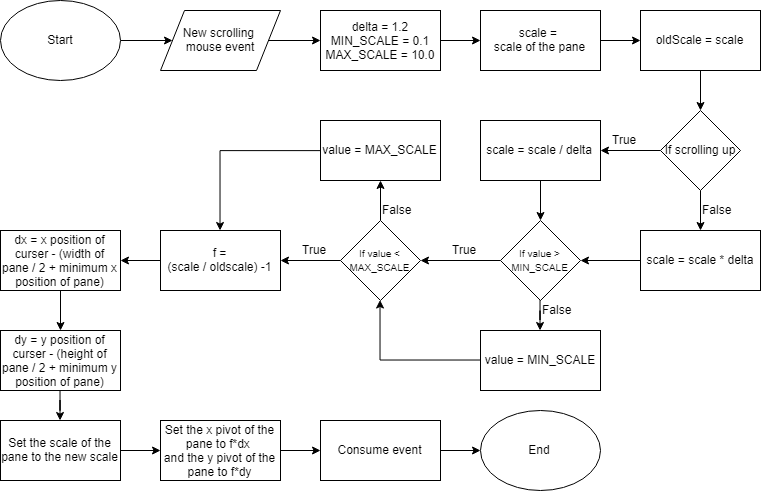 Start
New scrolling
mouse event
delta = 1.2
MIN_SCALE = 0.1
MAX_SCALE = 10.0
scale =
scale of the pane
oldScale = scale
If scrolling up
True
False
scale = scale / delta
scale = scale * delta
If value >
MIN_SCALE
True
False
value = MIN_SCALE
If value <
MAX_SCALE
False
True
value = MAX_SCALE
f =
(scale / oldscale) -1
dx = x position of
curser - (width of
pane / 2 + minimum x
position of pane)
dy = y position of
curser - (height of
pane / 2 + minimum y
position of pane)
Set the scale of the
pane to the new scale
Set the x pivot of the
pane to f*dx
and the y pivot of the
pane to f*dy
Consume event
End